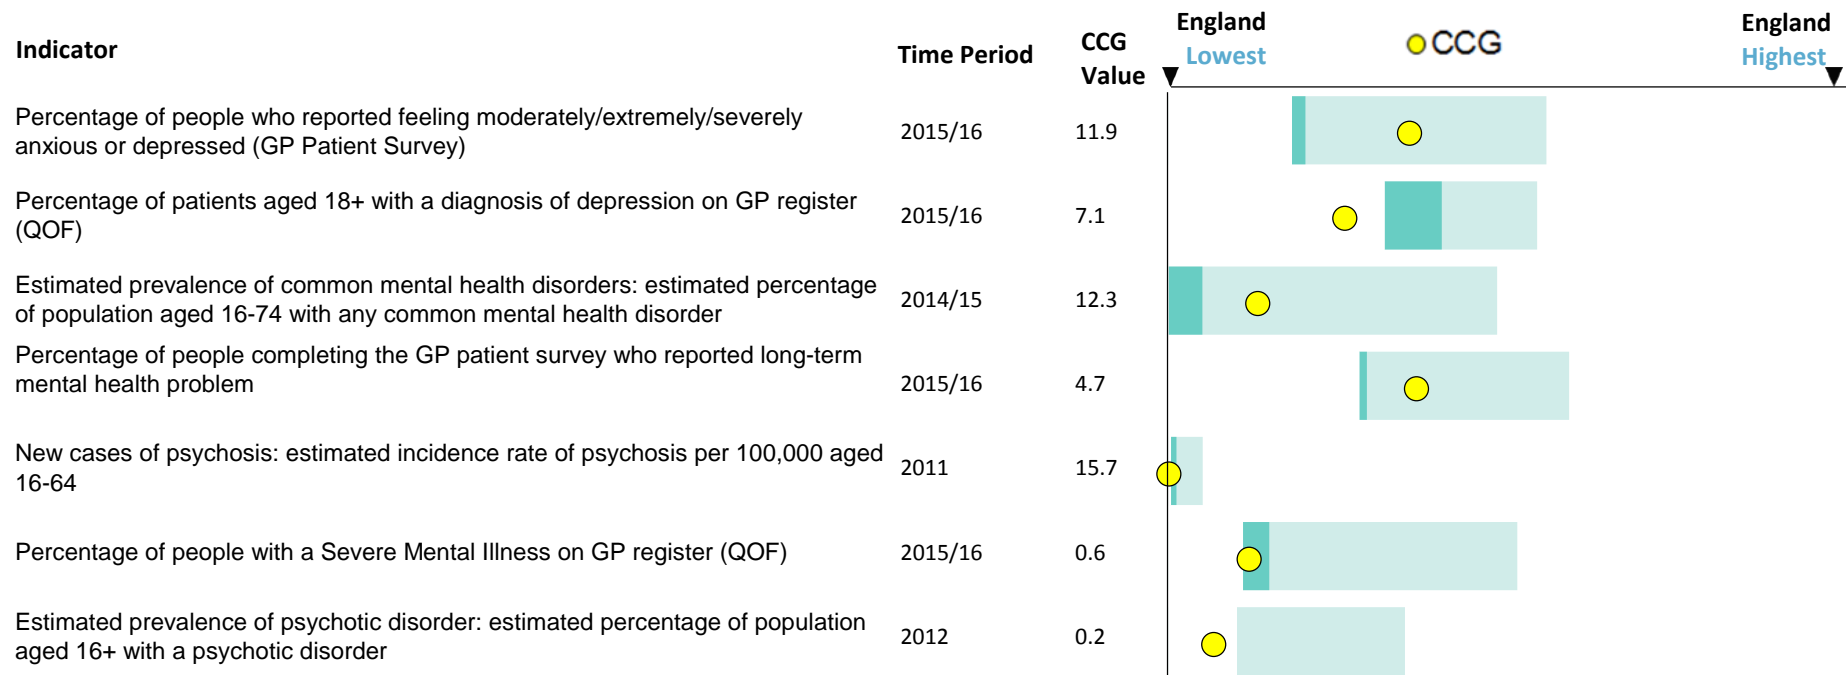 Indicator
Time Period
CCG
Value
England
Lowest
CCG
England
Highest
Percentage of people who reported feeling moderately/extremely/severely
anxious or depressed (GP Patient Survey)
2015/16
11.9
Percentage of patients aged 18+ with a diagnosis of depression on GP register
(QOF)
2015/16
7.1
Estimated prevalence of common mental health disorders: estimated percentage
of population aged 16-74 with any common mental health disorder
2014/15
12.3
Percentage of people completing the GP patient survey who reported long-term
mental health problem
2015/16
4.7
New cases of psychosis: estimated incidence rate of psychosis per 100,000 aged
16-64
2011
15.7
Percentage of people with a Severe Mental Illness on GP register (QOF)
2015/16
0.6
Estimated prevalence of psychotic disorder: estimated percentage of population
aged 16+ with a psychotic disorder
2012
0.2